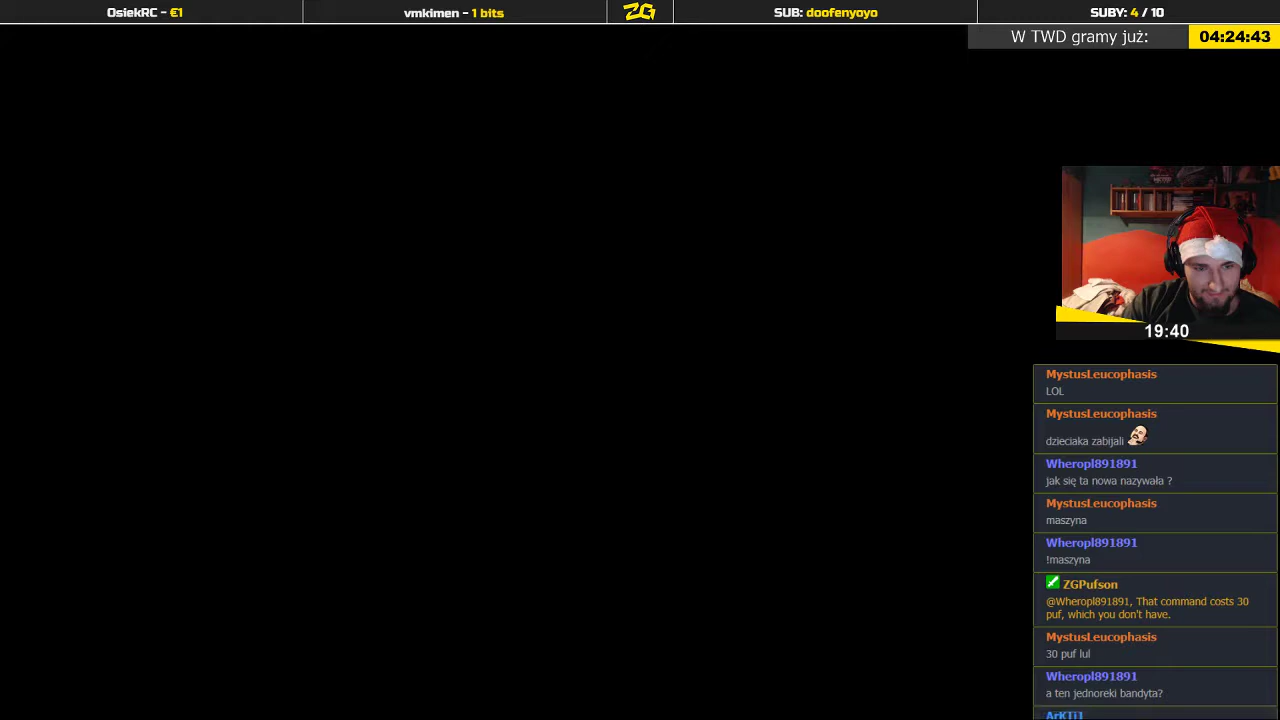 OsiekRC - €1
vmkimen - 1 bits
ZG
SUB: doofenyoyo
SUBY: 4 / 10
W TWD gramy już:
04:24:43
19:40
MystusLeucophasis
LOL
MystusLeucophasis
dzieciaka zabijali
Wheropl891891
jak się ta nowa nazywała ?
MystusLeucophasis
maszyna
Wheropl891891
!maszyna
ZGPufson
@Wheropl891891, That command costs 30
puf, which you don't have.
MystusLeucophasis
30 puf lul
Wheropl891891
a ten jednoreki bandyta?
ArKTi1